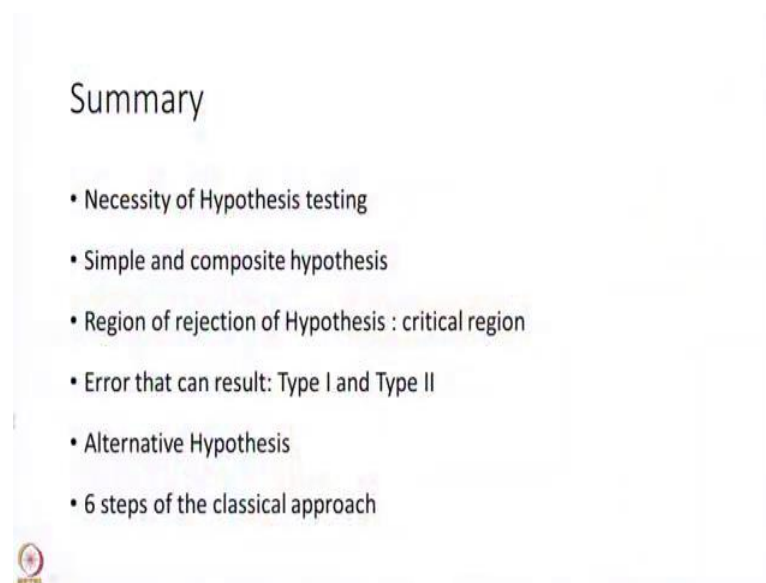 Summary
• Necessity of Hypothesis testing
• Simple and composite hypothesis
• Region of rejection of Hypothesis : critical region
• Error that can result: Type I and Type II
• Alternative Hypothesis
• 6 steps of the classical approach